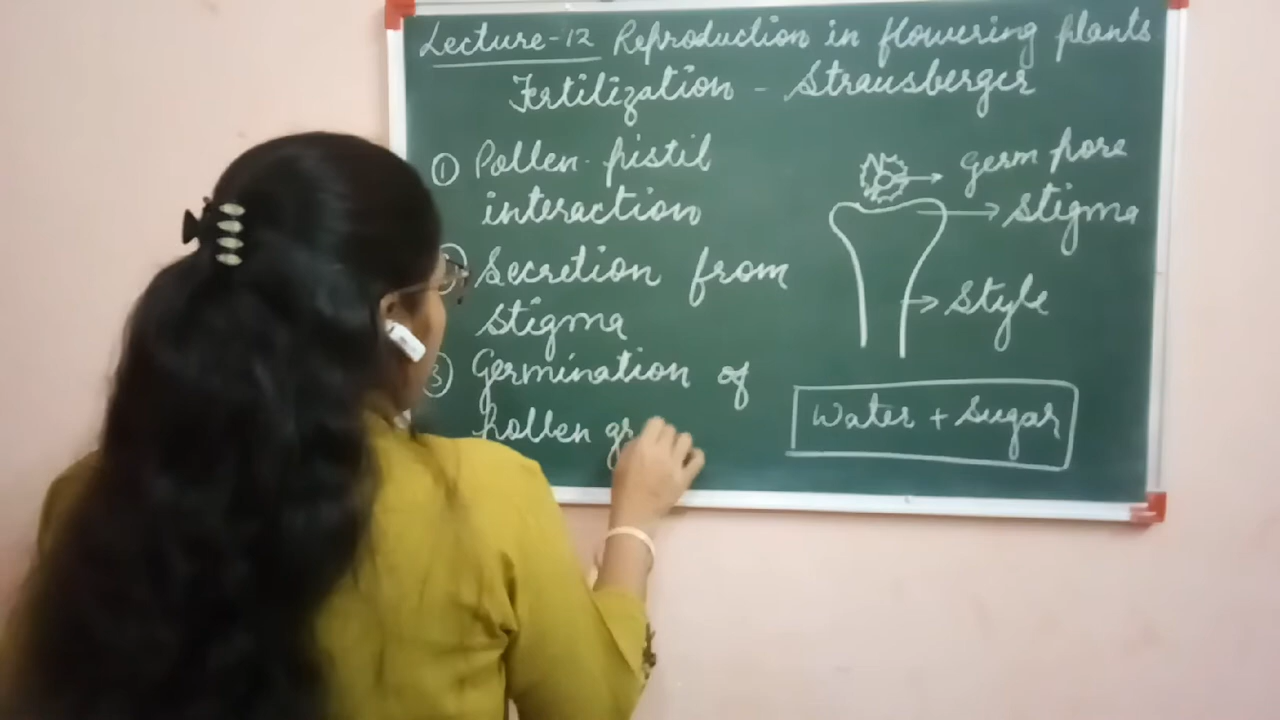 Lecture-12 Reproduction in flowering plants
Fertilization - Strausberger
① Pollen-pistil
interaction
Secretion from
stigma
③ Germination of
pollen
germ pore
stigma
style
Water + Sugar